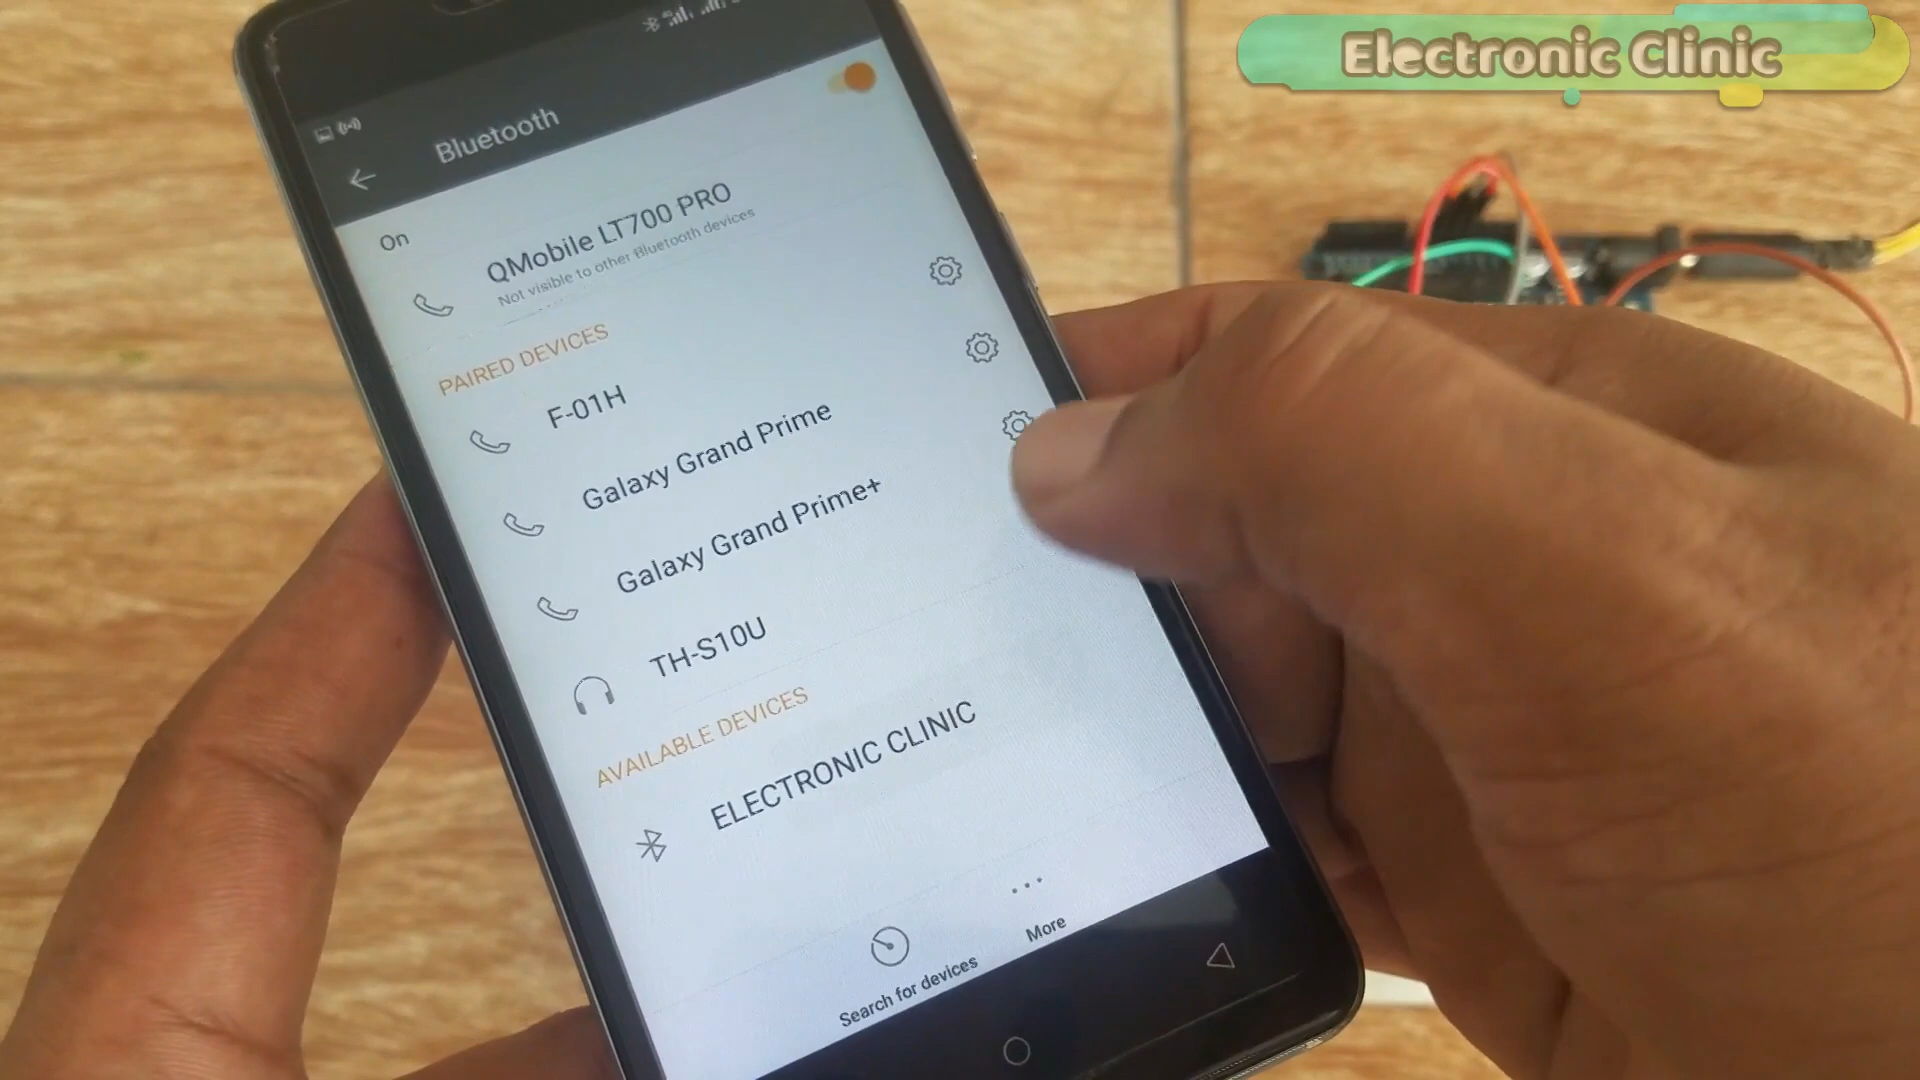 Electronic Clinic
Bluetooth
On
QMobile LT700 PRO
Not visible to other Bluetooth devices
PAIRED DEVICES
F-01H
Galaxy Grand Prime
Galaxy Grand Prime+
TH-S10U
AVAILABLE DEVICES
ELECTRONIC CLINIC
Search for devices
More